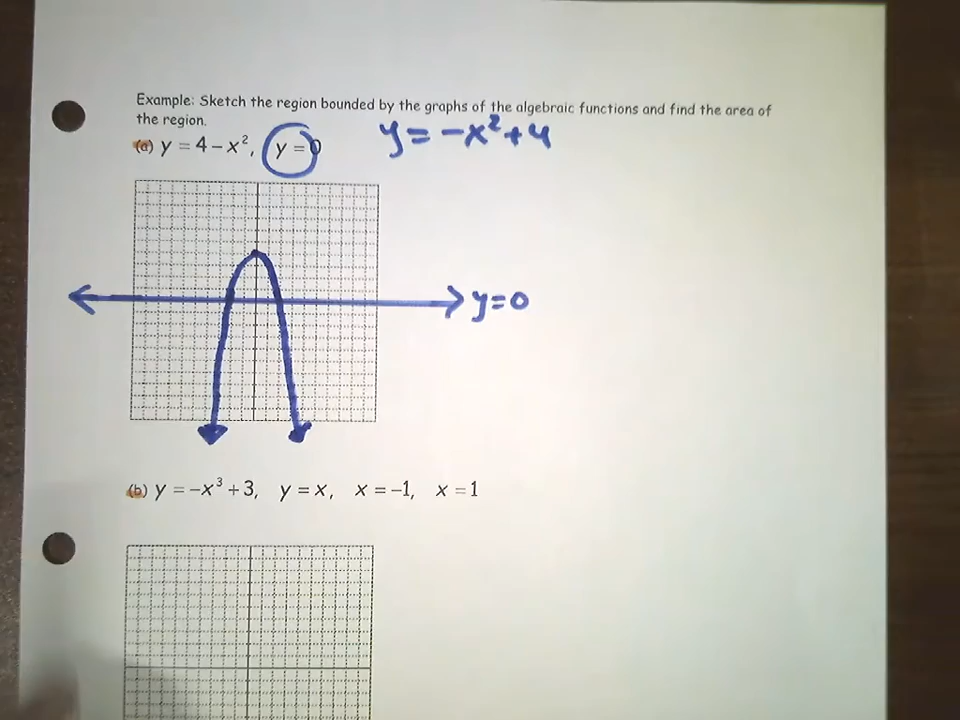 Example: Sketch the region bounded by the graphs of the algebraic functions and find the area of
the region.
(a) y = 4 - x², y = 0 y = -x² + 4
y=0
(b) y = -x³ + 3, y = x, x = -1, x = 1